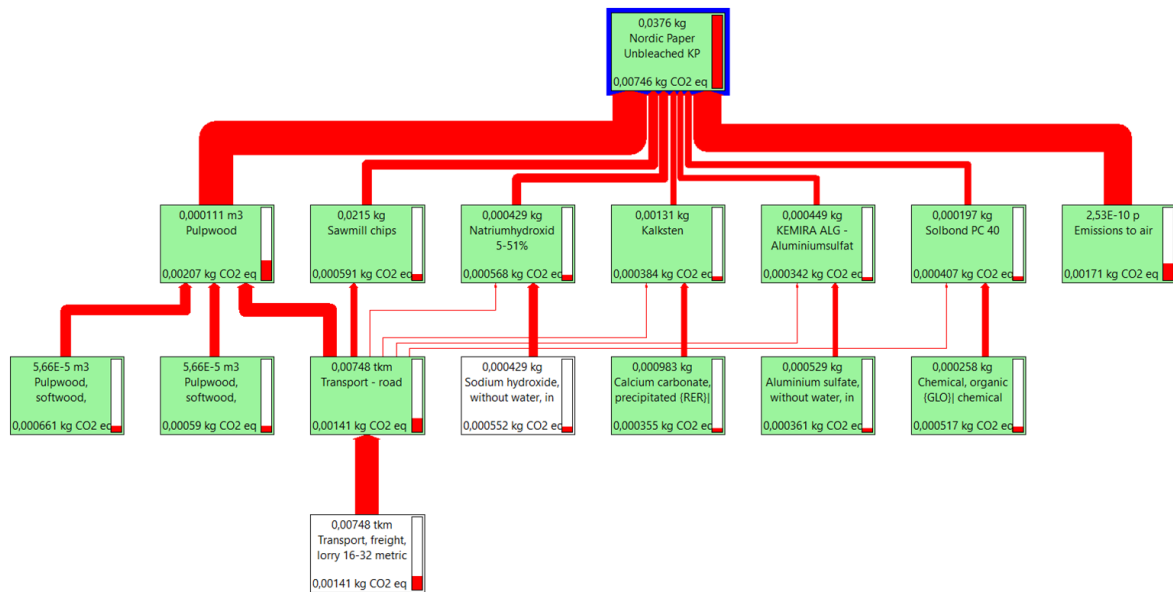 0,0376 kg
Nordic Paper
Unbleached KP
0,00746 kg CO2 eq
0,000111 m3
Pulpwood
0,00207 kg CO2 eq
0,0215 kg
Sawmill chips
0,000591 kg CO2 eq
0,000429 kg
Natriumhydroxid
5-51%
0,000568 kg CO2 eq
0,00131 kg
Kalksten
0,000384 kg CO2 eq
0,000449 kg
KEMIRA ALG -
Aluminiumsulfat
0,000342 kg CO2 eq
0,000197 kg
Solbond PC 40
0,000407 kg CO2 eq
2,53E-10 p
Emissions to air
0,00171 kg CO2 eq
5,66E-5 m3
Pulpwood,
softwood,
0,000661 kg CO2 eq
5,66E-5 m3
Pulpwood,
softwood,
0,00059 kg CO2 eq
0,00748 tkm
Transport - road
0,00141 kg CO2 eq
0,000429 kg
Sodium hydroxide,
without water, in
0,000552 kg CO2 eq
0,000983 kg
Calcium carbonate,
precipitated {RER}|
0,000355 kg CO2 eq
0,000529 kg
Aluminium sulfate,
without water, in
0,000361 kg CO2 eq
0,000258 kg
Chemical, organic
{GLO}| chemical
0,000517 kg CO2 eq
0,00748 tkm
Transport, freight,
lorry 16-32 metric
0,00141 kg CO2 eq